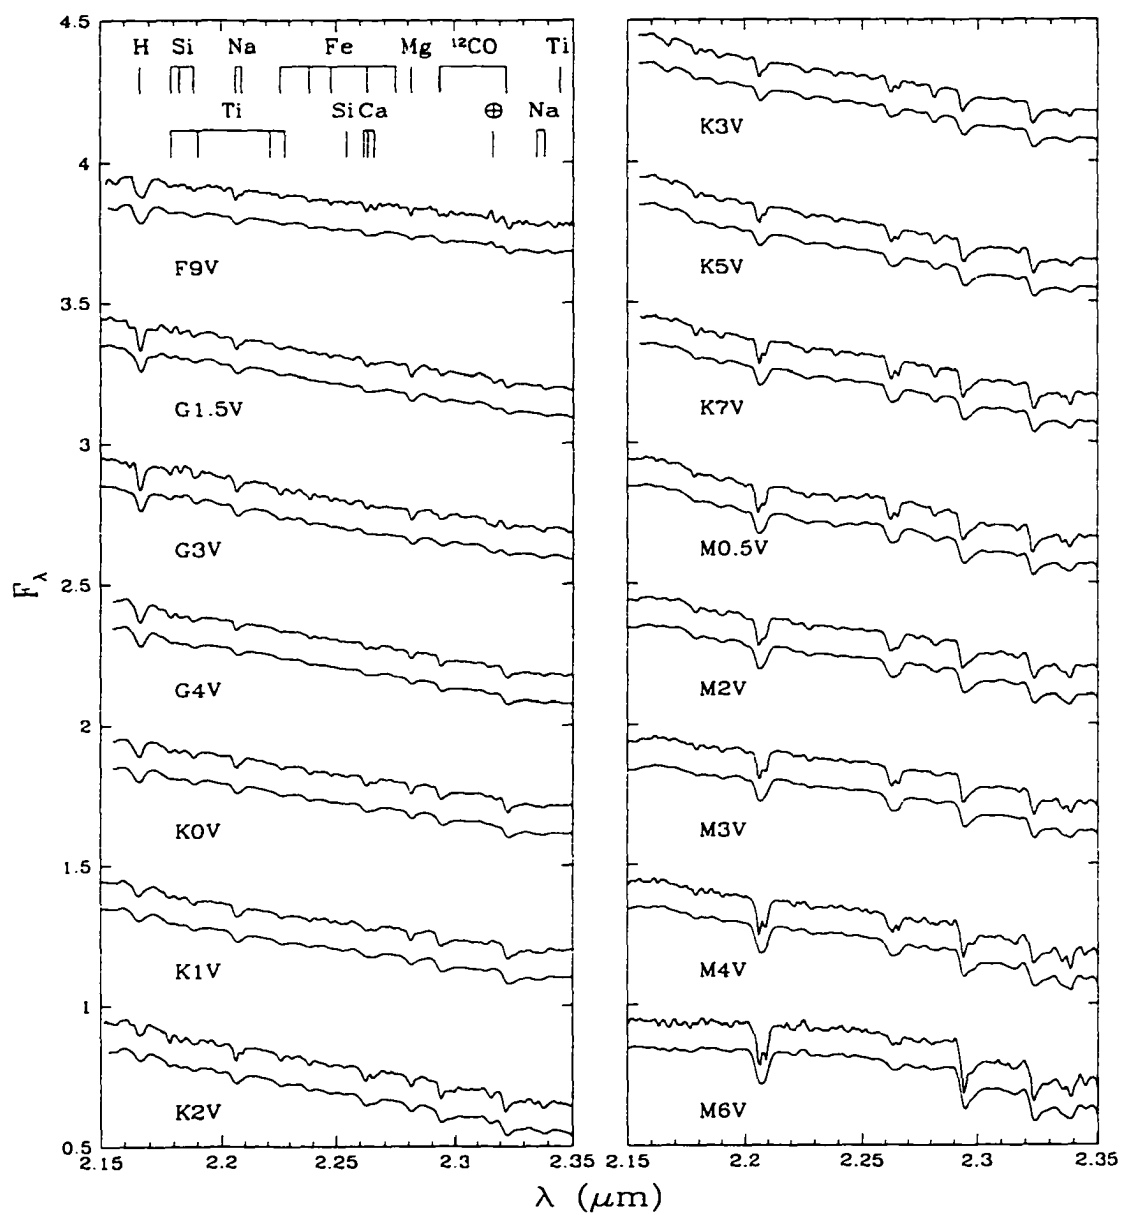 4.5
H Si Na Fe Mg ¹²CO Ti
Ti Si Ca ⊕ Na
4
F9V
3.5
G1.5V
3
G3V
2.5
G4V
2
K0V
1.5
K1V
1
K2V
0.5
K3V
K5V
K7V
M0.5V
M2V
M3V
M4V
M6V
F_λ
2.15 2.2 2.25 2.3 2.35 2.15 2.2 2.25 2.3 2.35
λ (μm)